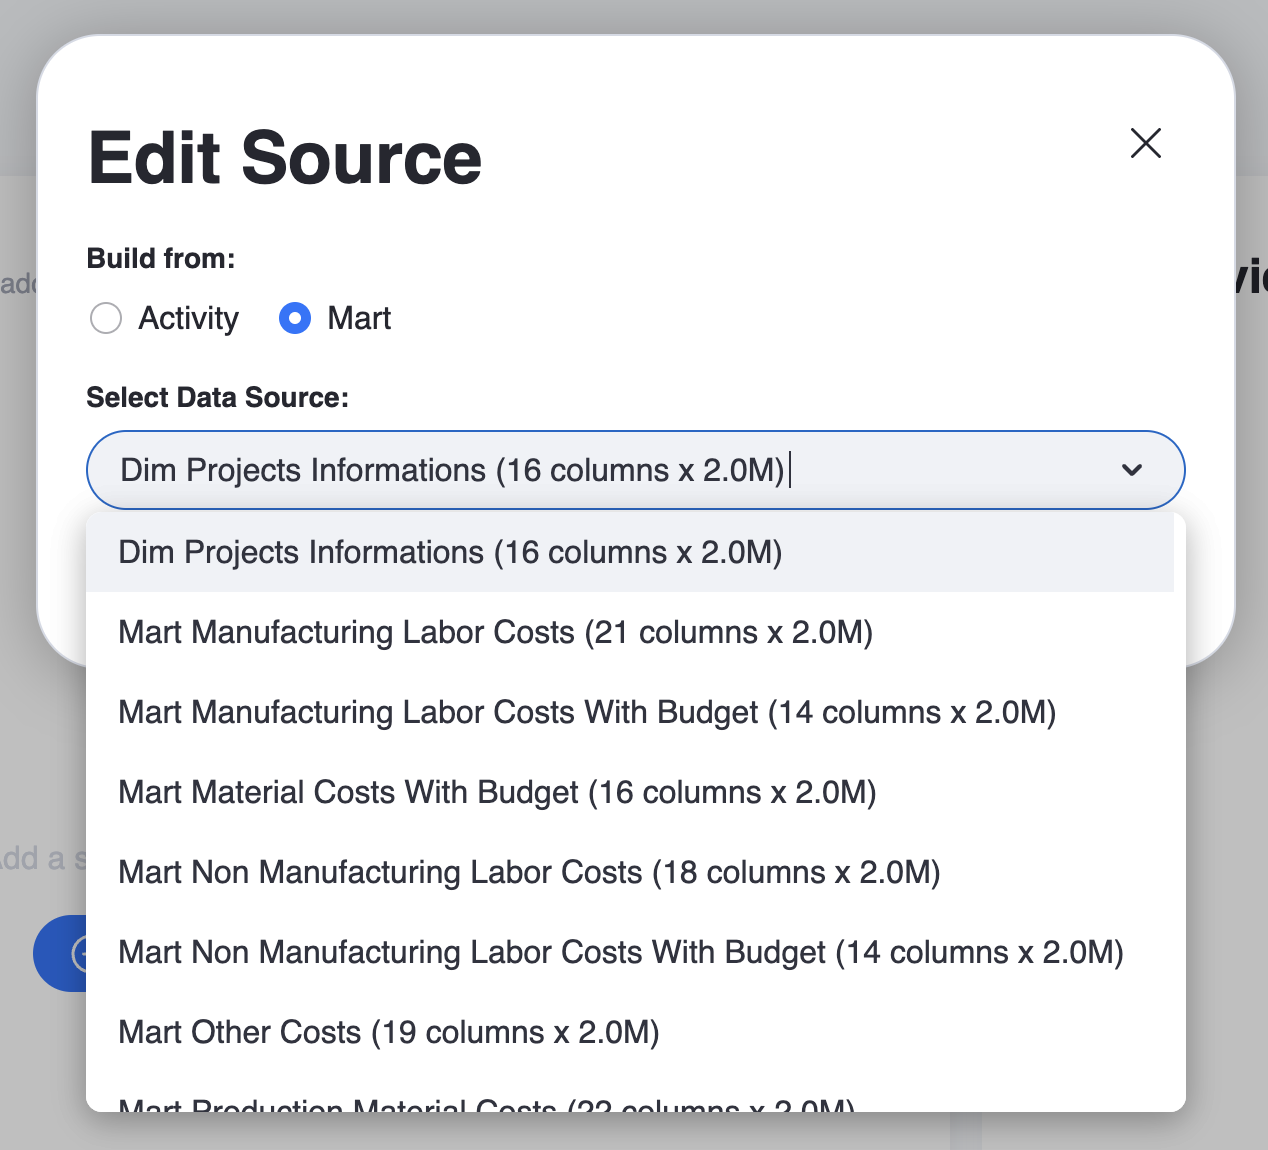 Edit Source
Build from:
Activity
Mart
Select Data Source:
Dim Projects Informations (16 columns x 2.0M)
Dim Projects Informations (16 columns x 2.0M)
Mart Manufacturing Labor Costs (21 columns x 2.0M)
Mart Manufacturing Labor Costs With Budget (14 columns x 2.0M)
Mart Material Costs With Budget (16 columns x 2.0M)
Mart Non Manufacturing Labor Costs (18 columns x 2.0M)
Mart Non Manufacturing Labor Costs With Budget (14 columns x 2.0M)
Mart Other Costs (19 columns x 2.0M)
Mart Production Material Costs (22 columns x 2.0M)
add
vie
Add a s